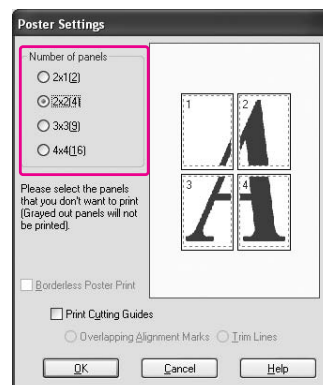 Poster Settings
Number of panels
2x1(2)
2x2(4)
3x3(9)
4x4(16)
1 2
3 4
Please select the panels
that you don't want to print
(Grayed out panels will not
be printed).
Borderless Poster Print
Print Cutting Guides
Overlapping Alignment Marks Trim Lines
OK Cancel Help